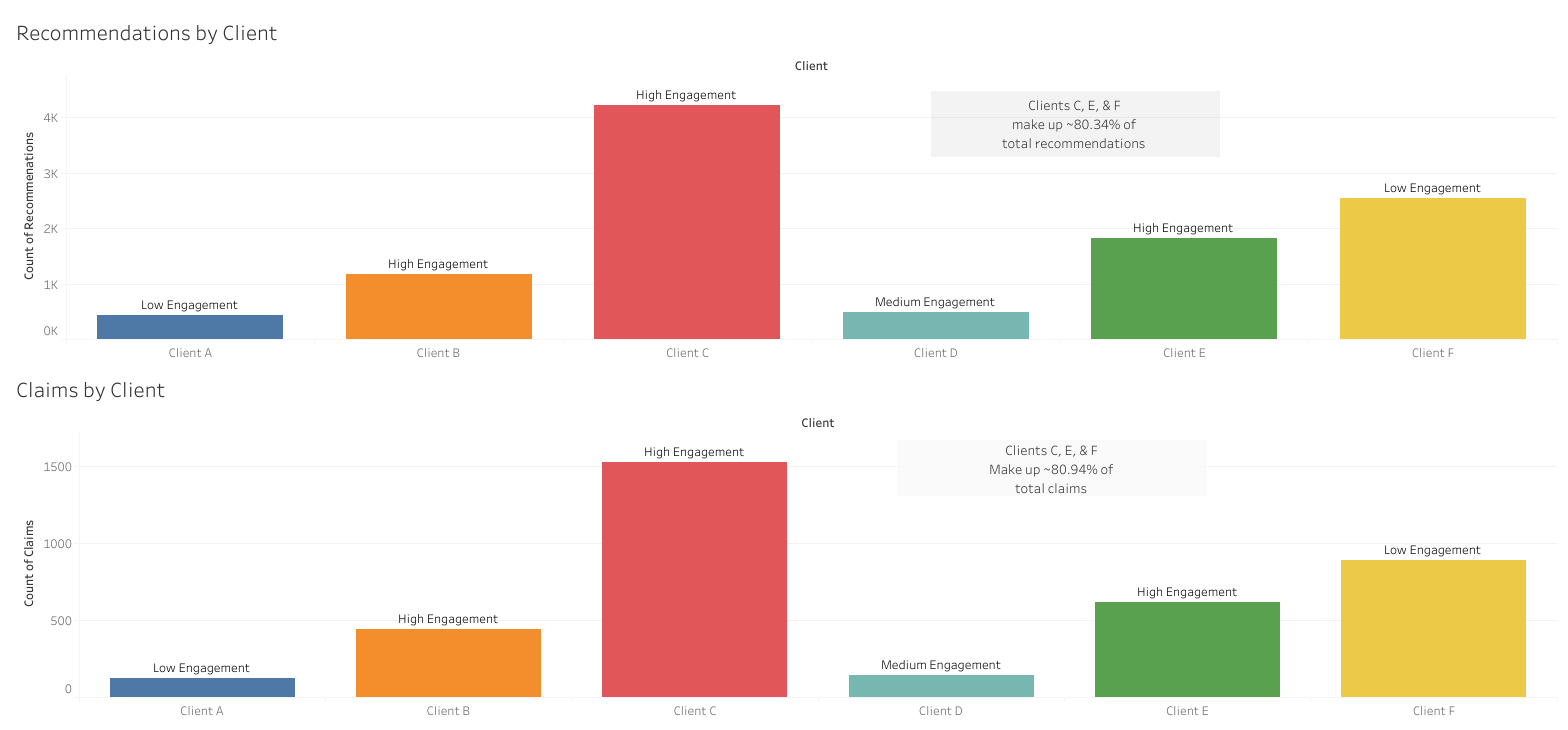 Recommendations by Client
Client
Count of Recommenations
4K
3K
2K
1K
0K
High Engagement
Clients C, E, & F
make up ~80.34% of
total recommendations
Low Engagement
High Engagement
High Engagement
Medium Engagement
Low Engagement
Client A
Client B
Client C
Client D
Client E
Client F
Claims by Client
Client
Count of Claims
1500
1000
500
0
High Engagement
Clients C, E, & F
Make up ~80.94% of
total claims
Low Engagement
High Engagement
High Engagement
Medium Engagement
Low Engagement
Client A
Client B
Client C
Client D
Client E
Client F